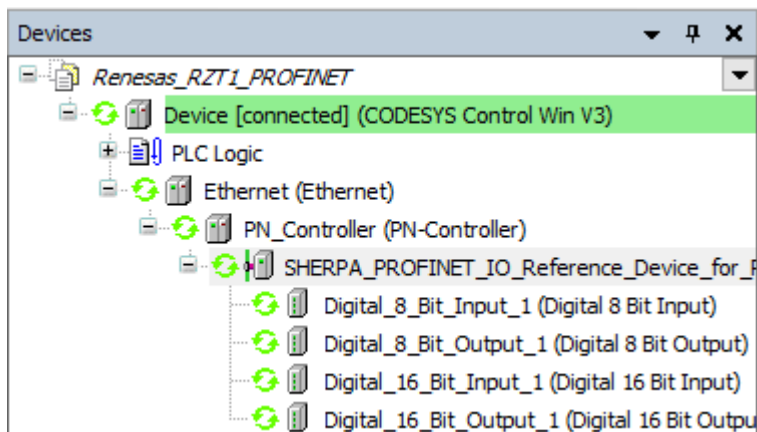 Devices
Renesas_RZT1_PROFINET
Device [connected] (CODESYS Control Win V3)
PLC Logic
Ethernet (Ethernet)
PN_Controller (PN-Controller)
SHERPA_PROFINET_IO_Reference_Device_for_
Digital_8_Bit_Input_1 (Digital 8 Bit Input)
Digital_8_Bit_Output_1 (Digital 8 Bit Output)
Digital_16_Bit_Input_1 (Digital 16 Bit Input)
Digital_16_Bit_Output_1 (Digital 16 Bit Outpu